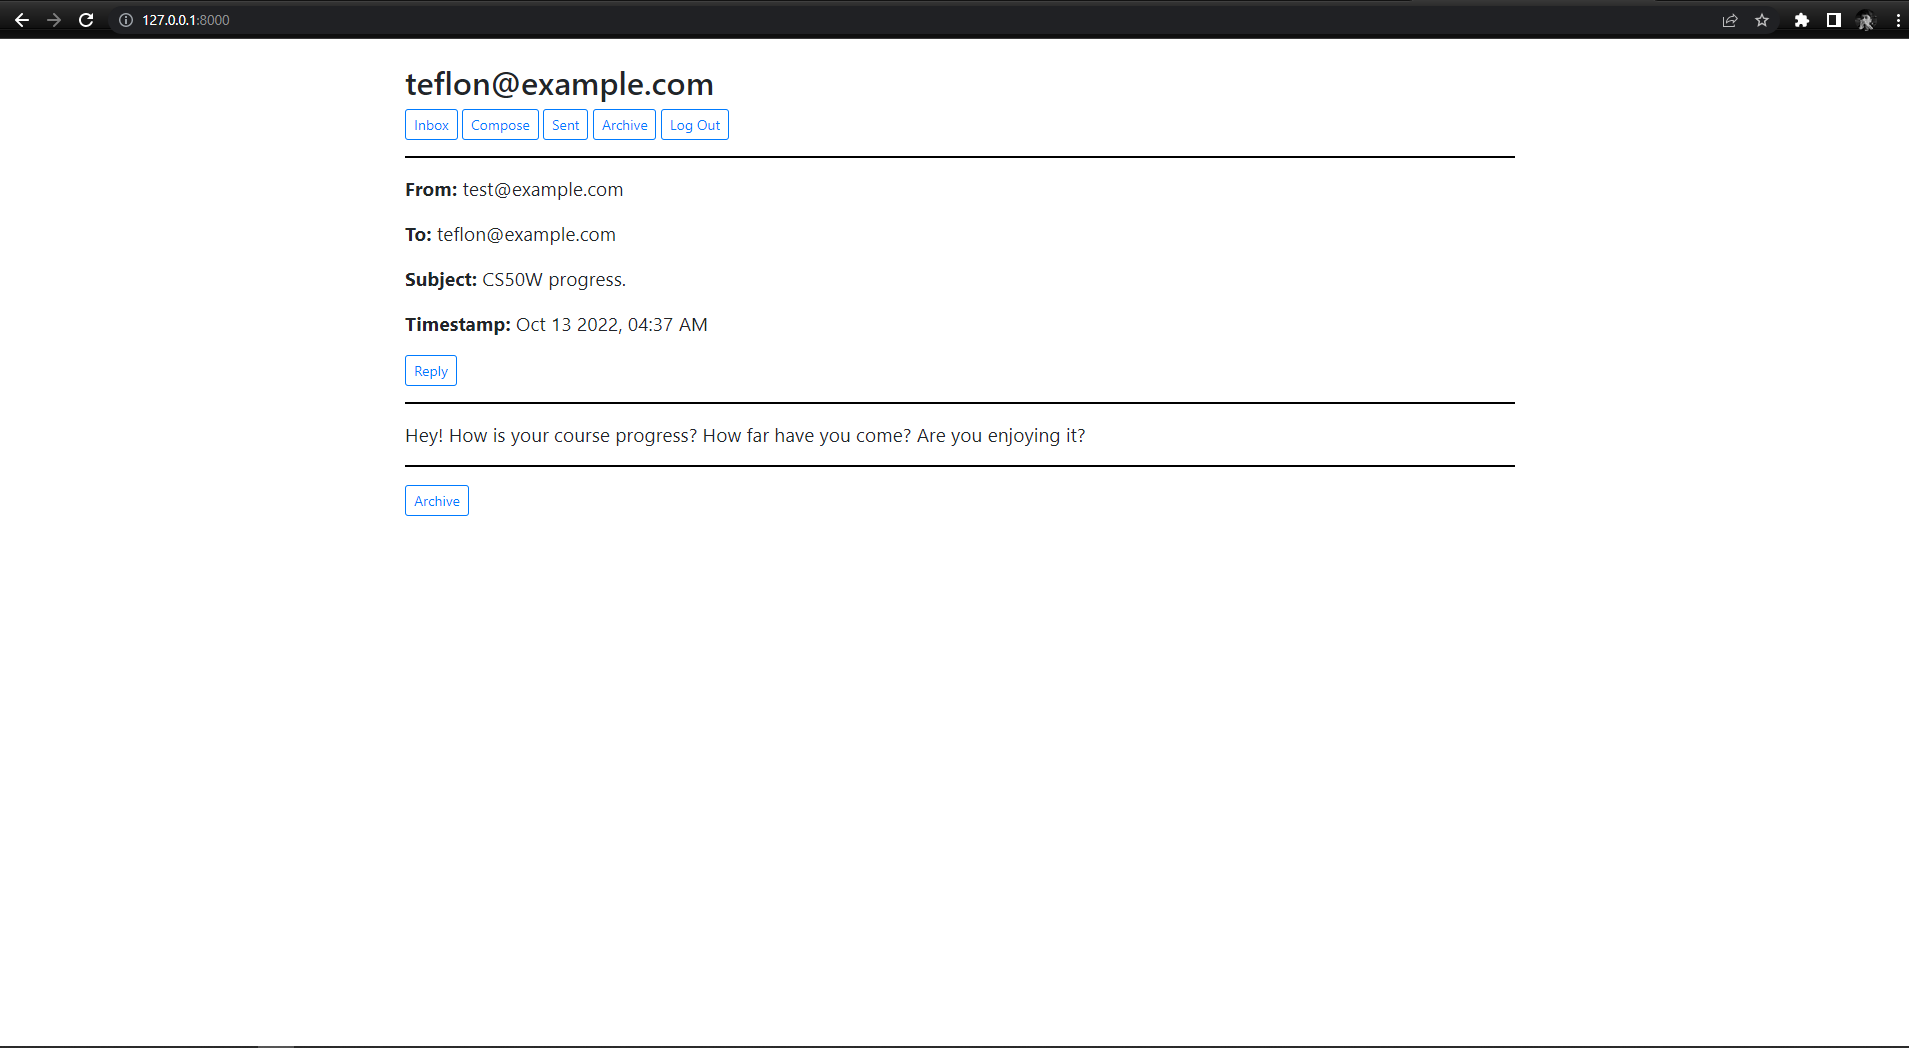 127.0.0.1:8000
teflon@example.com
Inbox Compose Sent Archive Log Out
From: test@example.com
To: teflon@example.com
Subject: CS50W progress.
Timestamp: Oct 13 2022, 04:37 AM
Reply
Hey! How is your course progress? How far have you come? Are you enjoying it?
Archive